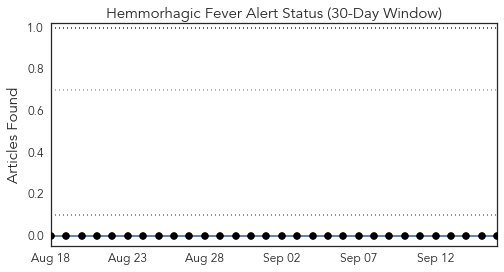 Hemmorhagic Fever Alert Status (30-Day Window)
Articles Found
1.0
0.8
0.6
0.4
0.2
0.0
Aug 18 Aug 23 Aug 28 Sep 02 Sep 07 Sep 12